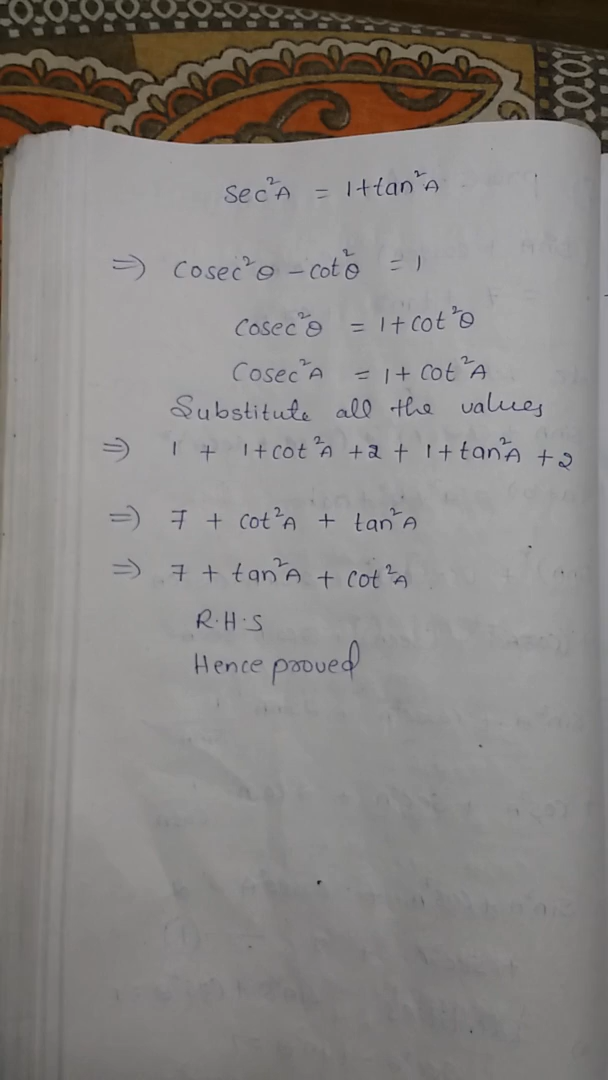 sec²A = 1+tan²A
⇒) cosec²θ - cot²θ = 1
Cosec²θ = 1+cot²θ
Cosec²A = 1+ cot²A
Substitute all the values
⇒) 1 + 1+cot²A +2 + 1+tan²A +2
⇒) 7 + cot²A + tan²A
⇒) 7 + tan²A + cot²A
R.H.S
Hence proved